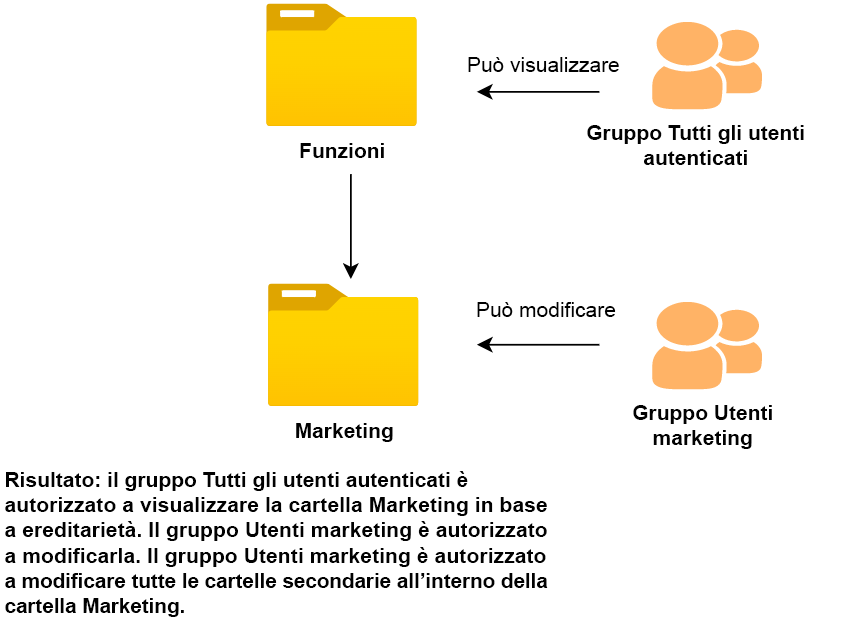 Può visualizzare
Gruppo Tutti gli utenti
autenticati
Funzioni
Può modificare
Gruppo Utenti
marketing
Marketing
Risultato: il gruppo Tutti gli utenti autenticati è
autorizzato a visualizzare la cartella Marketing in base
a ereditarietà. Il gruppo Utenti marketing è autorizzato
a modificarla. Il gruppo Utenti marketing è autorizzato
a modificare tutte le cartelle secondarie all’interno della
cartella Marketing.